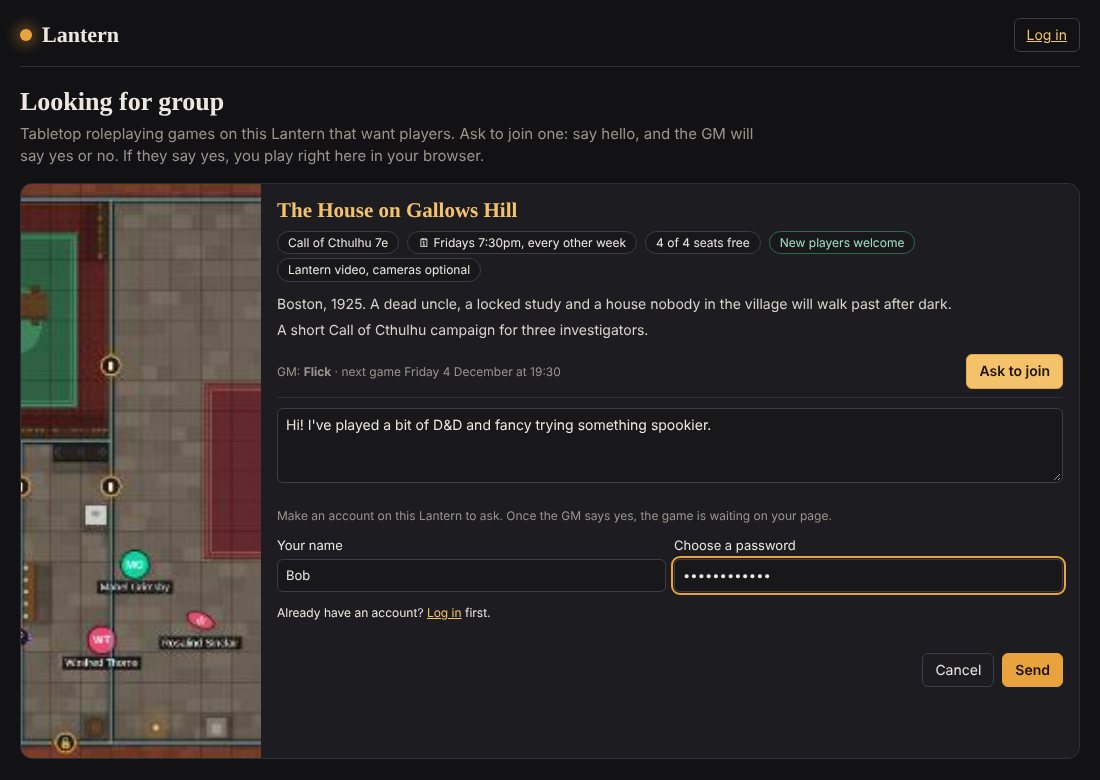 Lantern
Log in
Looking for group
Tabletop roleplaying games on this Lantern that want players. Ask to join one: say hello, and the GM will
say yes or no. If they say yes, you play right here in your browser.
The House on Gallows Hill
Call of Cthulhu 7e
Fridays 7:30pm, every other week
4 of 4 seats free
New players welcome
Lantern video, cameras optional
Boston, 1925. A dead uncle, a locked study and a house nobody in the village will walk past after dark.
A short Call of Cthulhu campaign for three investigators.
GM: Flick · next game Friday 4 December at 19:30
Ask to join
Hi! I've played a bit of D&D and fancy trying something spookier.
Make an account on this Lantern to ask. Once the GM says yes, the game is waiting on your page.
Your name
Choose a password
Bob
••••••••••••
Already have an account? Log in first.
Cancel
Send
MG
Mabel Grimsby
Rosalind Sinclair
WT
Winifred Thorne